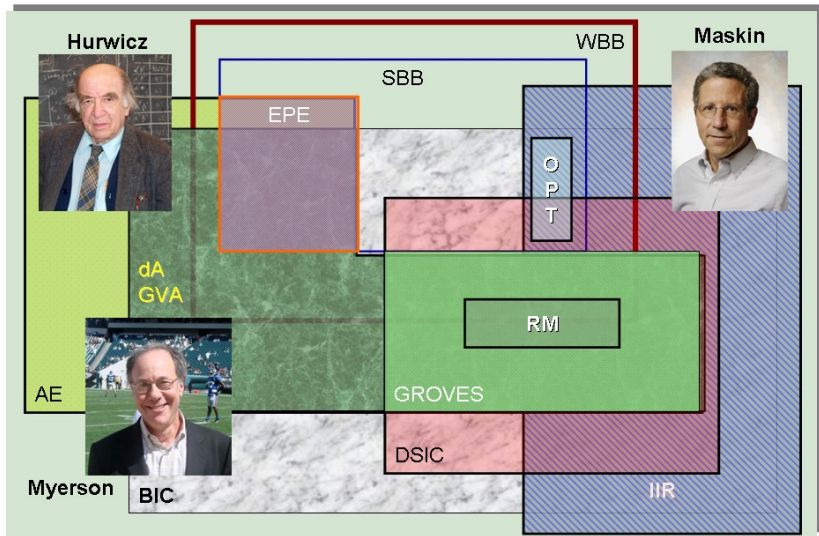 Hurwicz
WBB
Maskin
SBB
EPE
O
P
T
dA
GVA
RM
AE
GROVES
DSIC
Myerson
BIC
IIR